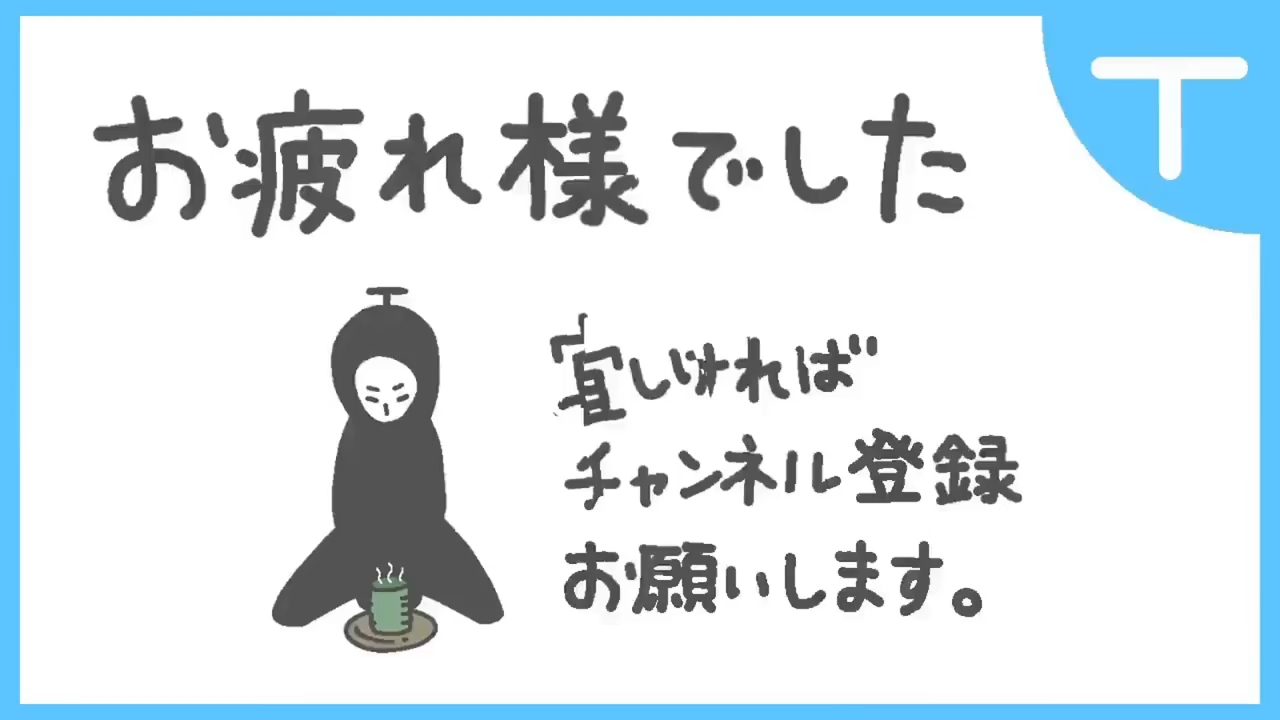 お疲れ様でした
T
宜しければ
チャンネル登録
お願いします。